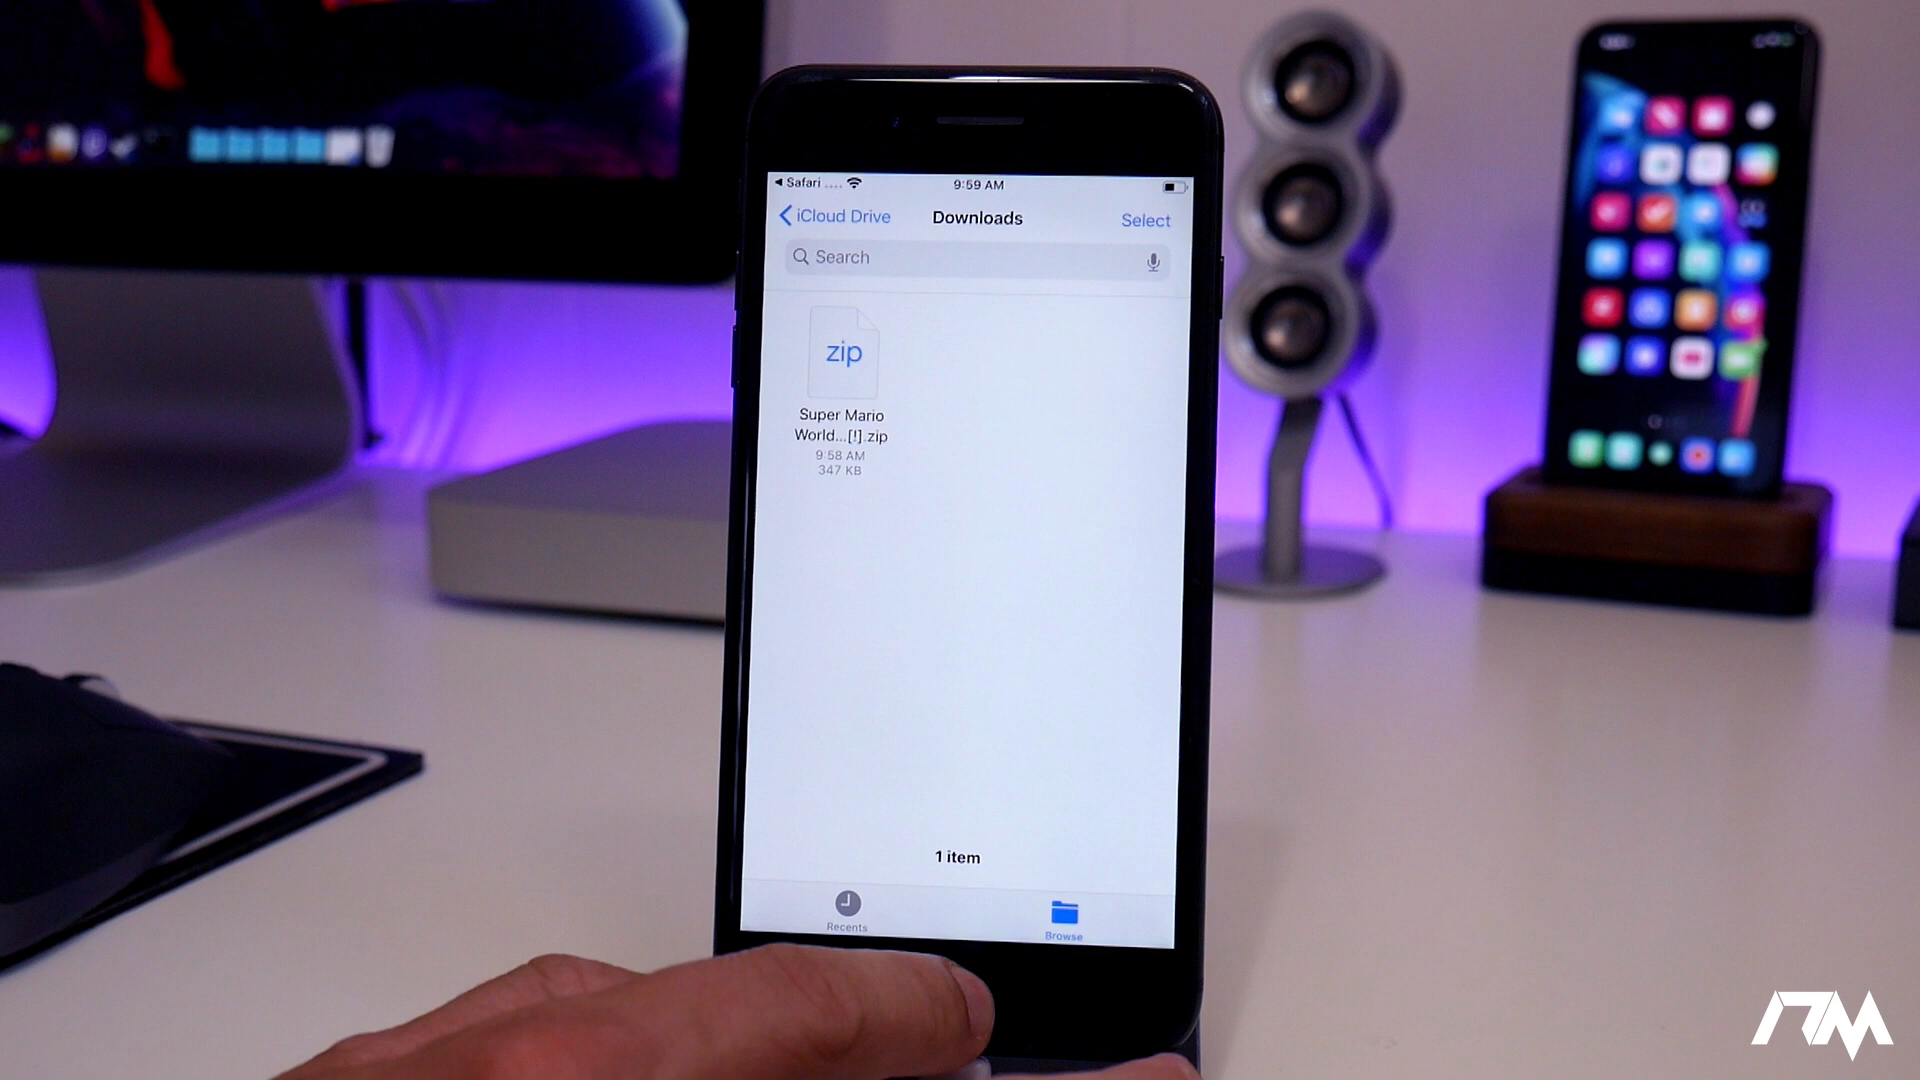 Safari
9:59 AM
iCloud Drive
Downloads
Select
Search
zip
Super Mario
World...[!].zip
9:58 AM
347 KB
1 item
Recents
Browse